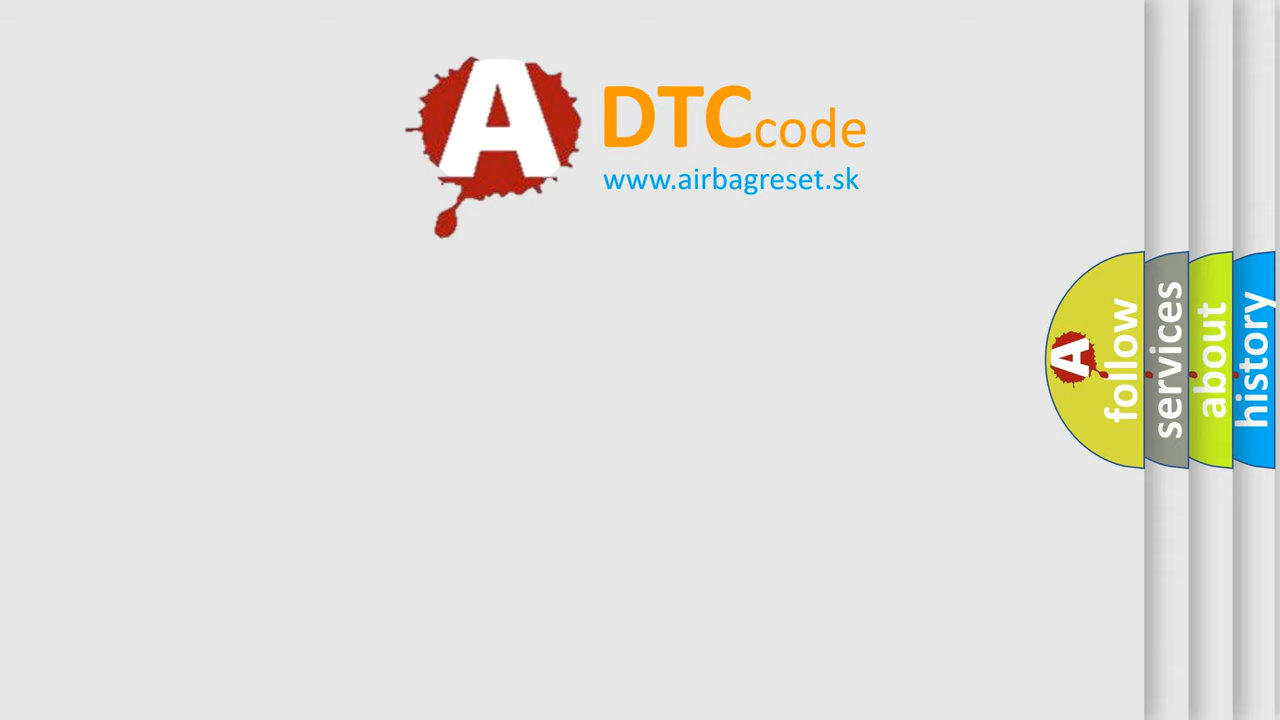 A
DTCcode
www.airbagreset.sk
A
follow
services
about
history